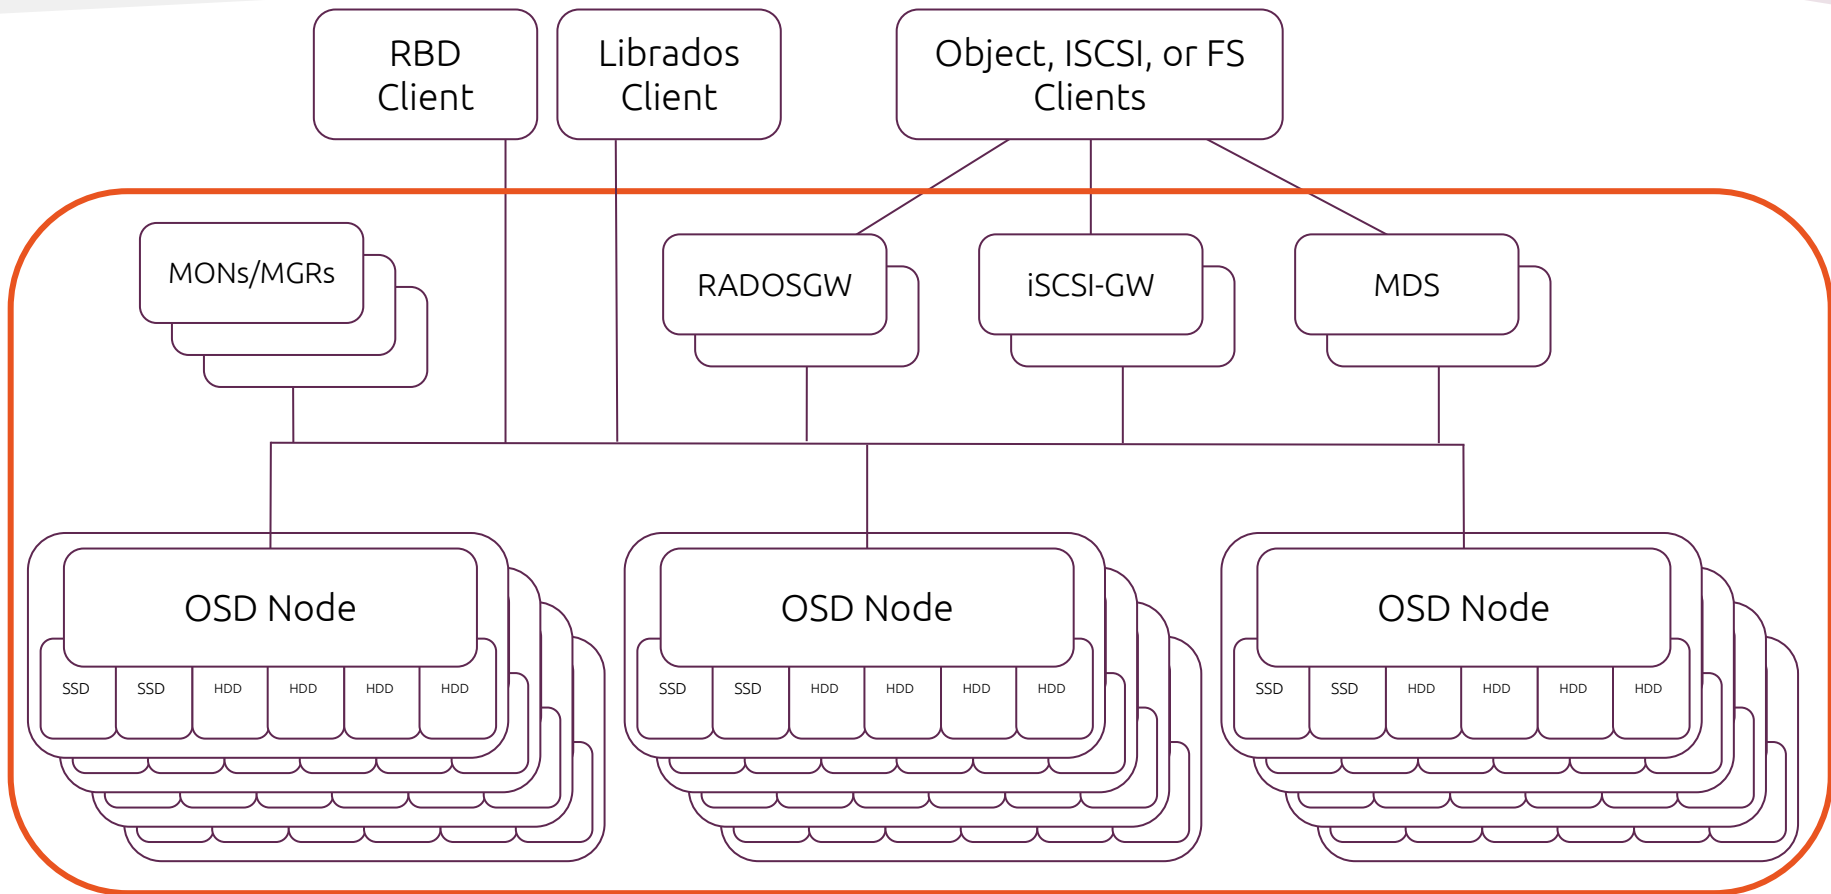 RBD
Client
Librados
Client
Object, ISCSI, or FS
Clients
MONs/MGRs
RADOSGW
iSCSI-GW
MDS
OSD Node
SSD
SSD
HDD
HDD
HDD
HDD
OSD Node
SSD
SSD
HDD
HDD
HDD
HDD
OSD Node
SSD
SSD
HDD
HDD
HDD
HDD